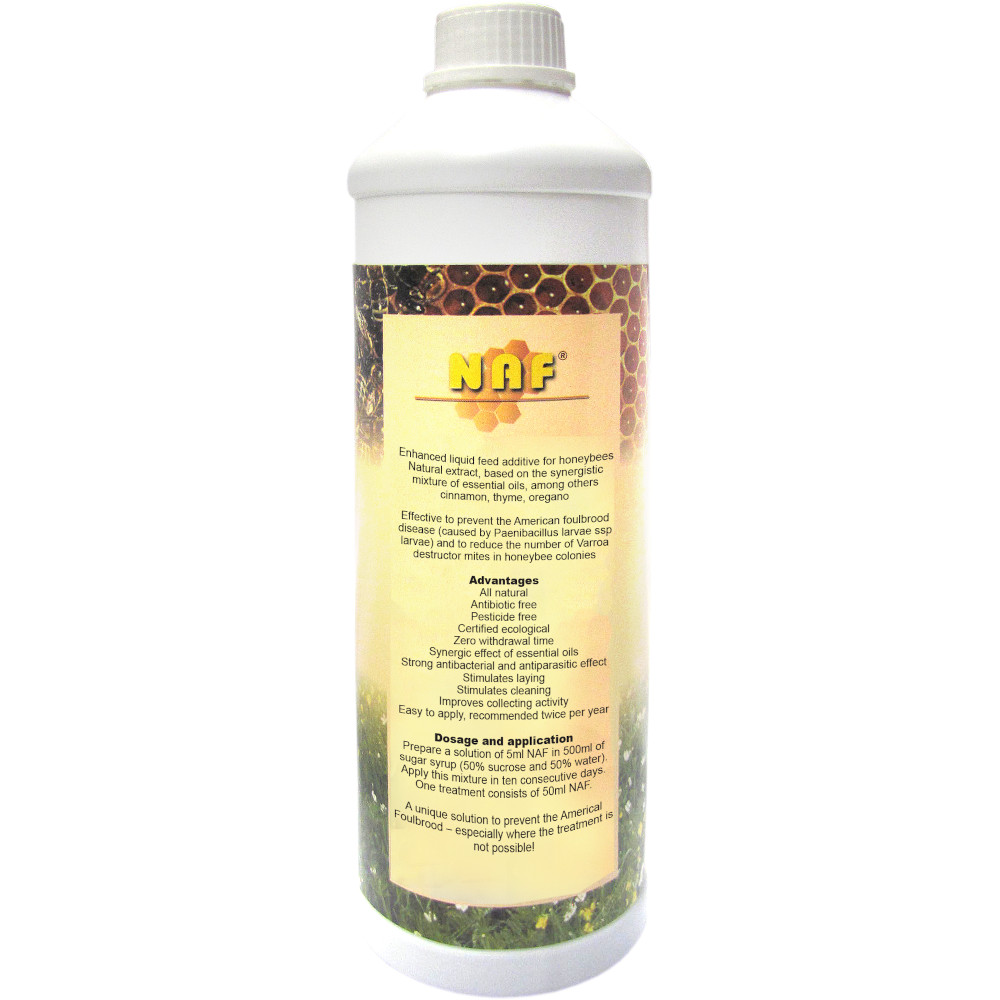 NAF®
Enhanced liquid feed additive for honeybees
Natural extract, based on the synergistic
mixture of essential oils, among others
cinnamon, thyme, oregano
Effective to prevent the American foulbrood
disease (caused by Paenibacillus larvae ssp
larvae) and to reduce the number of Varroa
destructor mites in honeybee colonies
Advantages
All natural
Antibiotic free
Pesticide free
Certified ecological
Zero withdrawal time
Synergic effect of essential oils
Strong antibacterial and antiparasitic effect
Stimulates laying
Stimulates cleaning
Improves collecting activity
Easy to apply, recommended twice per year
Dosage and application
Prepare a solution of 5ml NAF in 500ml of
sugar syrup (50% sucrose and 50% water).
Apply this mixture in ten consecutive days.
One treatment consists of 50ml NAF.
A unique solution to prevent the Americal
Foulbrood – especially where the treatment is
not possible!